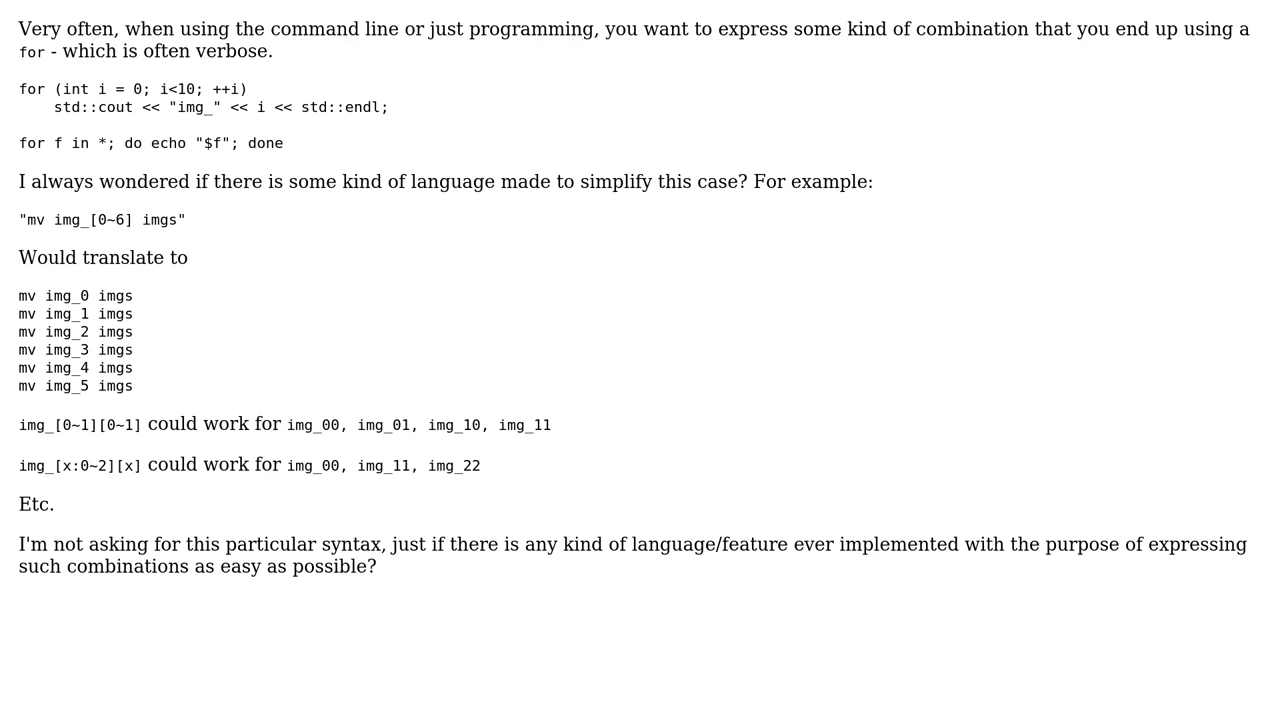 Very often, when using the command line or just programming, you want to express some kind of combination that you end up using a
for - which is often verbose.
for (int i = 0; i<10; ++i)
    std::cout << "img_" << i << std::endl;
for f in *; do echo "$f"; done
I always wondered if there is some kind of language made to simplify this case? For example:
"mv img_[0~6] imgs"
Would translate to
mv img_0 imgs
mv img_1 imgs
mv img_2 imgs
mv img_3 imgs
mv img_4 imgs
mv img_5 imgs
img_[0~1][0~1] could work for img_00, img_01, img_10, img_11
img_[x:0~2][x] could work for img_00, img_11, img_22
Etc.
I'm not asking for this particular syntax, just if there is any kind of language/feature ever implemented with the purpose of expressing
such combinations as easy as possible?